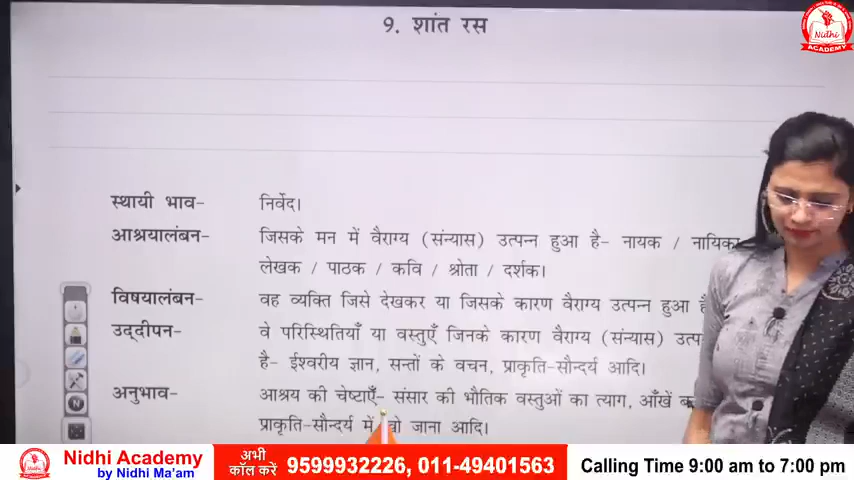 9. शांत रस
Nidhi
ACADEMY
स्थायी भाव- निर्वेद।
आश्रयालंबन- जिसके मन में वैराग्य (संन्यास) उत्पन्न हुआ है- नायक / नायिका
लेखक / पाठक / कवि / श्रोता / दर्शक।
विषयालंबन- वह व्यक्ति जिसे देखकर या जिसके कारण वैराग्य उत्पन्न हुआ
उद्दीपन- वे परिस्थितियाँ या वस्तुएँ जिनके कारण वैराग्य (संन्यास)
है- ईश्वरीय ज्ञान, सन्तों के वचन, प्राकृति-सौन्दर्य आदि।
अनुभाव- आश्रय की चेष्टाएँ- संसार की भौतिक वस्तुओं का त्याग, आँखें
प्राकृति-सौन्दर्य में जाना आदि।
Nidhi Academy
by Nidhi Ma'am
अभी
कॉल करें
9599932226, 011-49401563
Calling Time 9:00 am to 7:00 pm